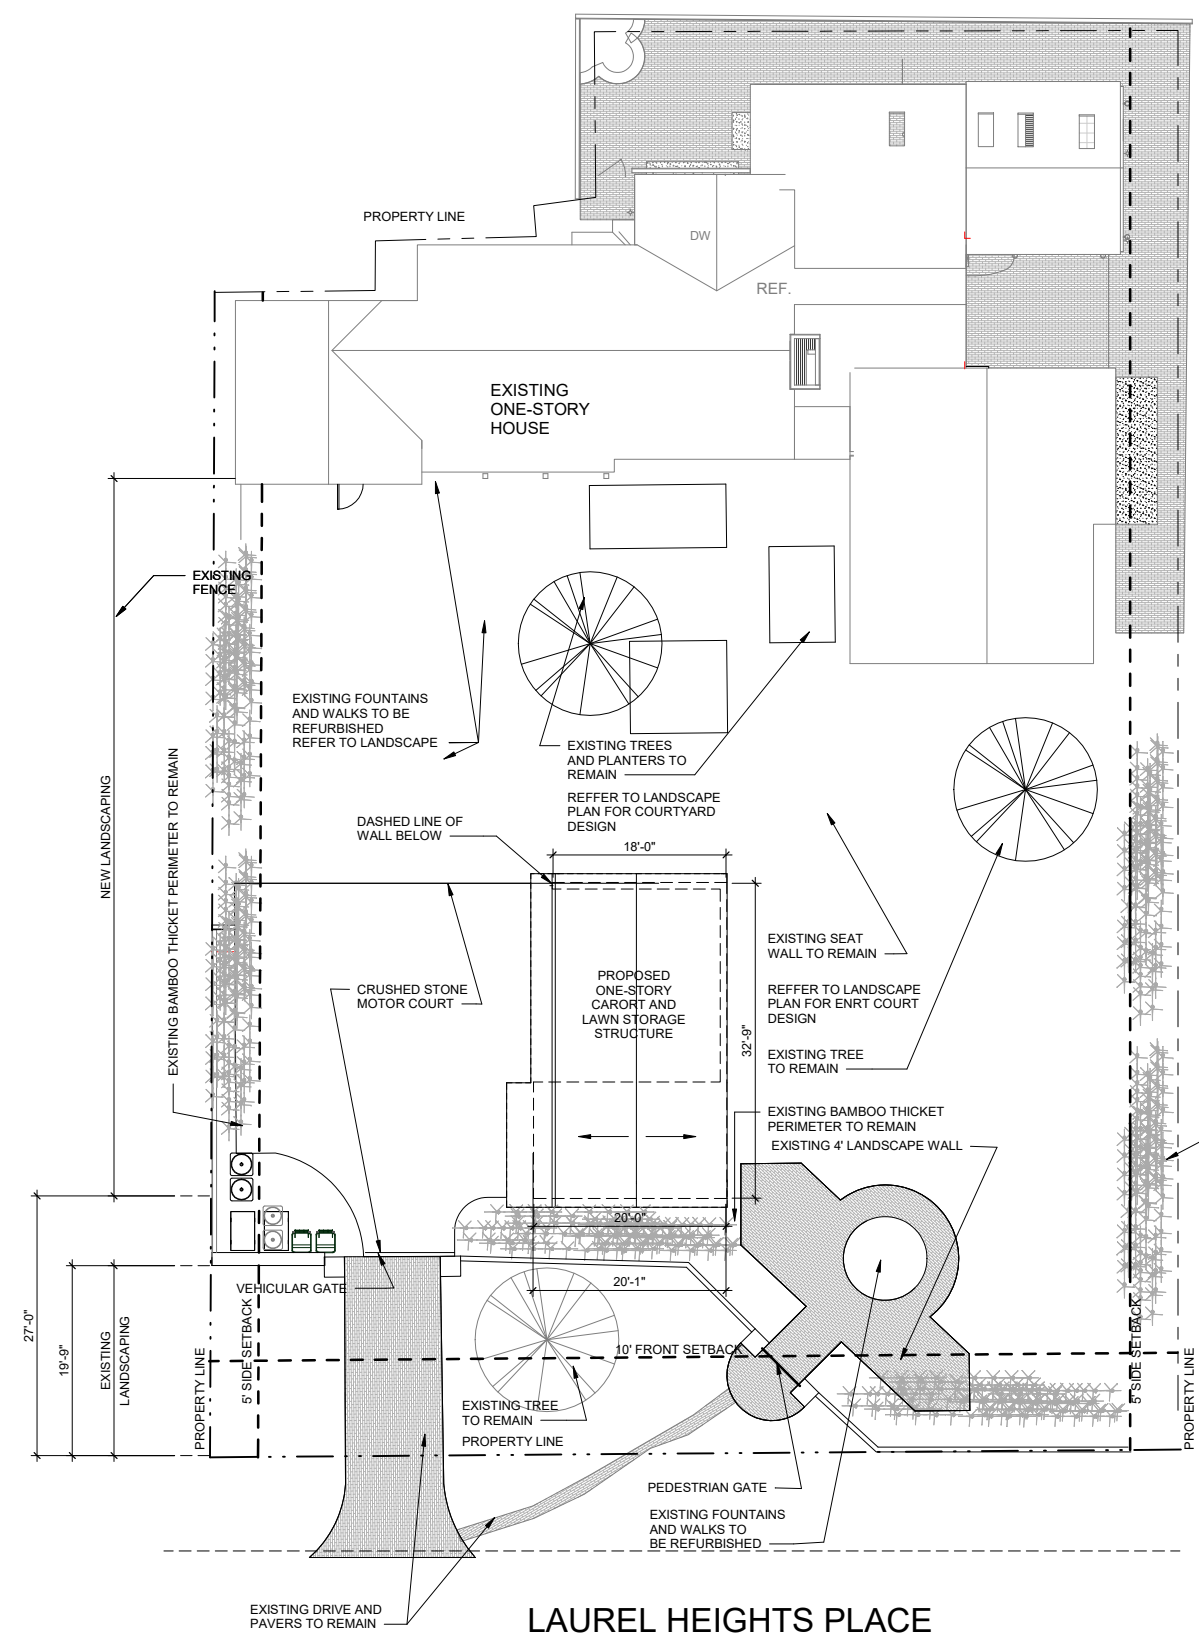 PROPERTY LINE
DW
REF.
EXISTING
ONE-STORY
HOUSE
EXISTING
FENCE
EXISTING FOUNTAINS
AND WALKS TO BE
REFURBISHED
REFER TO LANDSCAPE
EXISTING TREES
AND PLANTERS TO
REMAIN
REFFER TO LANDSCAPE
PLAN FOR COURTYARD
DESIGN
NEW LANDSCAPING
EXISTING BAMBOO THICKET PERIMETER TO REMAIN
DASHED LINE OF
WALL BELOW
18'-0"
EXISTING SEAT
WALL TO REMAIN
PROPOSED
ONE-STORY
CARORT AND
LAWN STORAGE
STRUCTURE
CRUSHED STONE
MOTOR COURT
REFFER TO LANDSCAPE
PLAN FOR ENRT COURT
DESIGN
32'-9"
EXISTING TREE
TO REMAIN
EXISTING BAMBOO THICKET
PERIMETER TO REMAIN
EXISTING 4' LANDSCAPE WALL
20'-0"
20'-1"
VEHICULAR GATE
27'-0"
19'-9"
EXISTING
LANDSCAPING
PROPERTY LINE
5' SIDE SETBACK
10' FRONT SETBACK
5' SIDE SETBACK
PROPERTY LINE
EXISTING TREE
TO REMAIN
PROPERTY LINE
PEDESTRIAN GATE
EXISTING FOUNTAINS
AND WALKS TO
BE REFURBISHED
EXISTING DRIVE AND
PAVERS TO REMAIN
LAUREL HEIGHTS PLACE